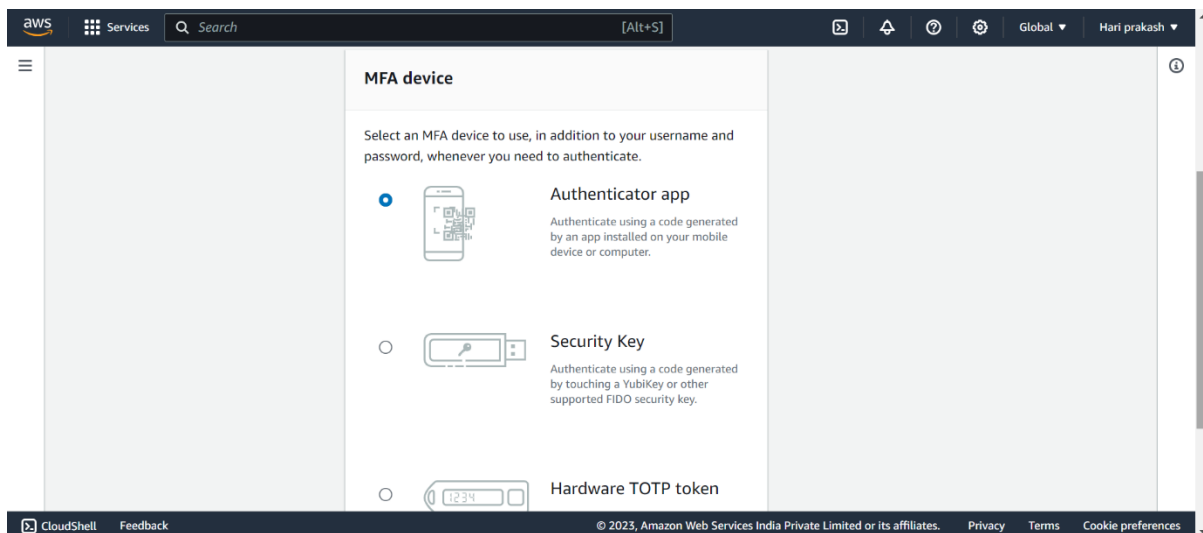 aws Services Search [Alt+S] Global ▼ Hari prakash ▼
MFA device
Select an MFA device to use, in addition to your username and
password, whenever you need to authenticate.
Authenticator app
Authenticate using a code generated
by an app installed on your mobile
device or computer.
Security Key
Authenticate using a code generated
by touching a YubiKey or other
supported FIDO security key.
1234
Hardware TOTP token
CloudShell Feedback © 2023, Amazon Web Services India Private Limited or its affiliates. Privacy Terms Cookie preferences